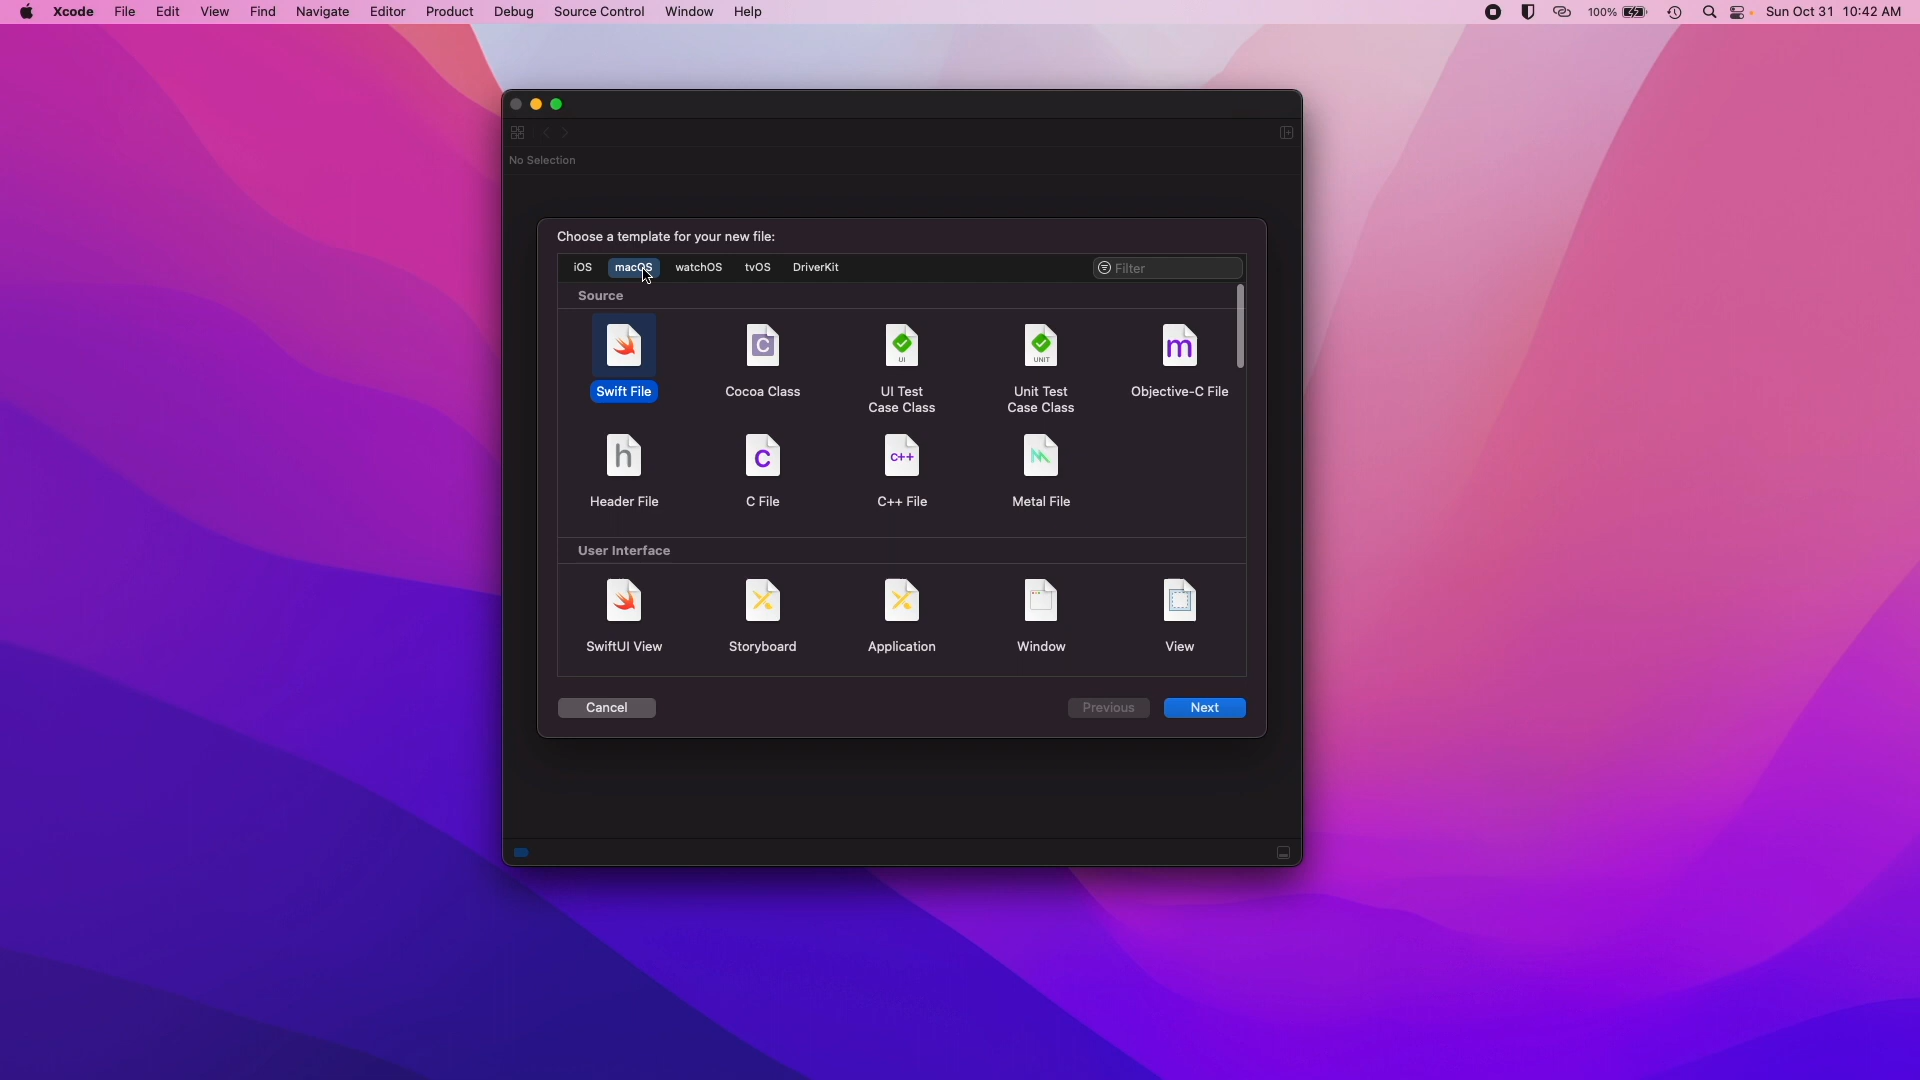 Xcode File Edit View Find Navigate Editor Product Debug Source Control Window Help 100% Sun Oct 31 10:42 AM
No Selection
Choose a template for your new file:
iOS macOS watchOS tvOS DriverKit Filter
Source
C UI UNIT m
Swift File Cocoa Class UI Test Case Class Unit Test Case Class Objective-C File
h C C++
Header File C File C++ File Metal File
User Interface
SwiftUI View Storyboard Application Window View
Cancel Previous Next